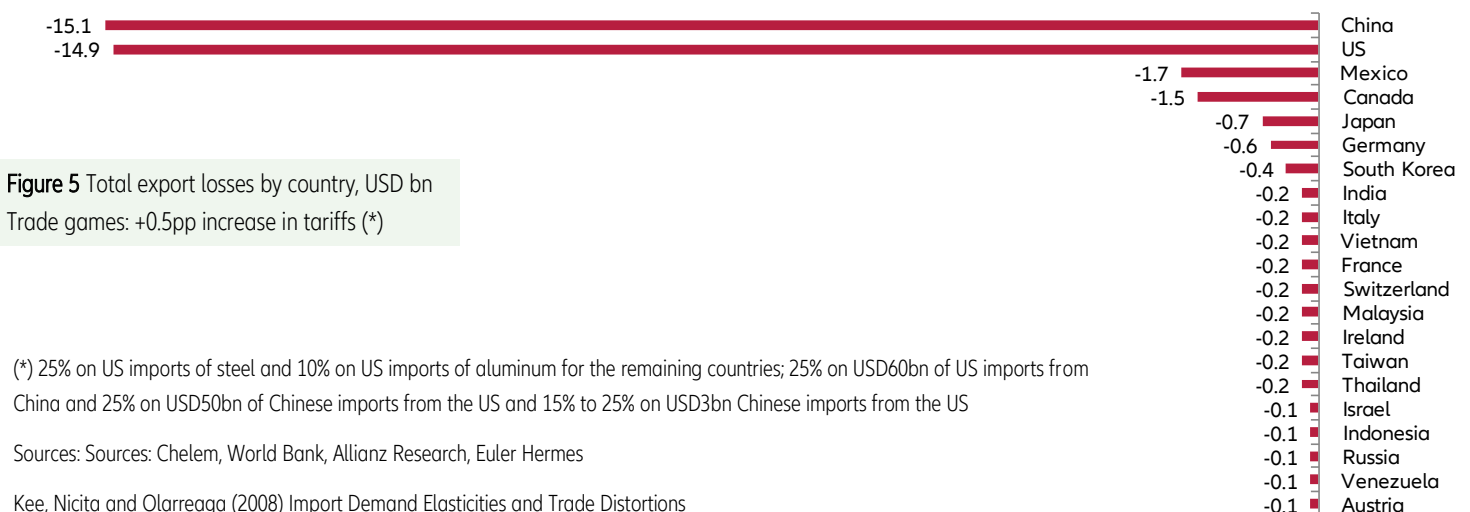 -15.1 China
-14.9 US
-1.7 Mexico
-1.5 Canada
-0.7 Japan
-0.6 Germany
-0.4 South Korea
-0.2 India
-0.2 Italy
-0.2 Vietnam
-0.2 France
-0.2 Switzerland
-0.2 Malaysia
-0.2 Ireland
-0.2 Taiwan
-0.2 Thailand
-0.1 Israel
-0.1 Indonesia
-0.1 Russia
-0.1 Venezuela
-0.1 Austria
Figure 5 Total export losses by country, USD bn
Trade games: +0.5pp increase in tariffs (*)
(*) 25% on US imports of steel and 10% on US imports of aluminum for the remaining countries; 25% on USD60bn of US imports from
China and 25% on USD50bn of Chinese imports from the US and 15% to 25% on USD3bn Chinese imports from the US
Sources: Sources: Chelem, World Bank, Allianz Research, Euler Hermes
Kee, Nicita and Olarreaga (2008) Import Demand Elasticities and Trade Distortions